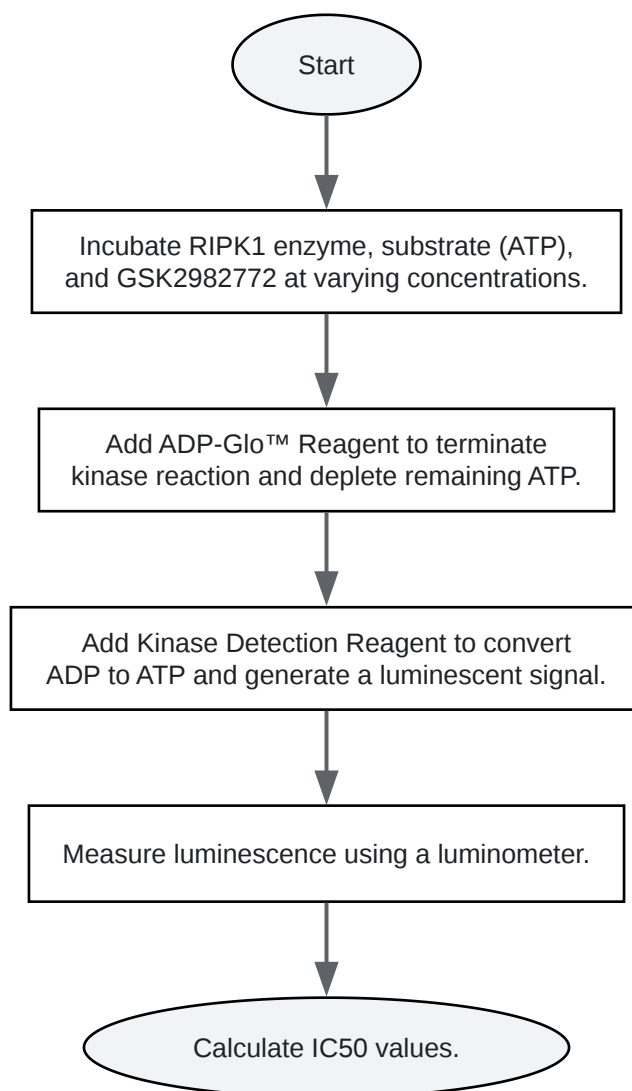 Start
Incubate RIPK1 enzyme, substrate (ATP),
and GSK2982772 at varying concentrations.
Add ADP-Glo™ Reagent to terminate
kinase reaction and deplete remaining ATP.
Add Kinase Detection Reagent to convert
ADP to ATP and generate a luminescent signal.
Measure luminescence using a luminometer.
Calculate IC50 values.